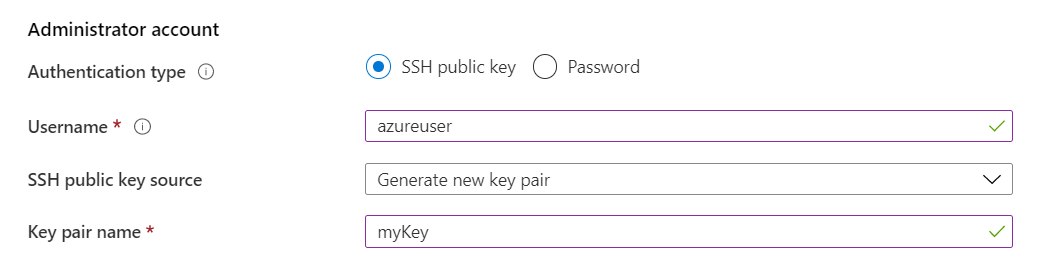 Administrator account
Authentication type SSH public key Password
Username * azureuser
SSH public key source Generate new key pair
Key pair name * myKey